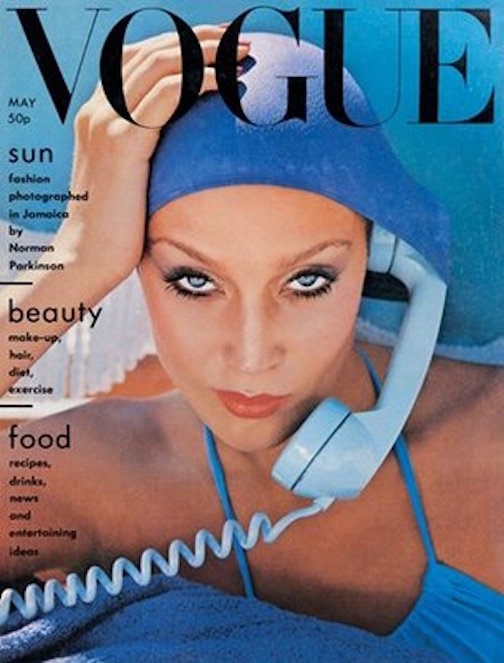 VOGUE
MAY
50p
sun
fashion
photographed
in Jamaica
by
Norman
Parkinson
beauty
make-up,
hair,
diet,
exercise
food
recipes,
drinks,
news
and
entertaining
ideas